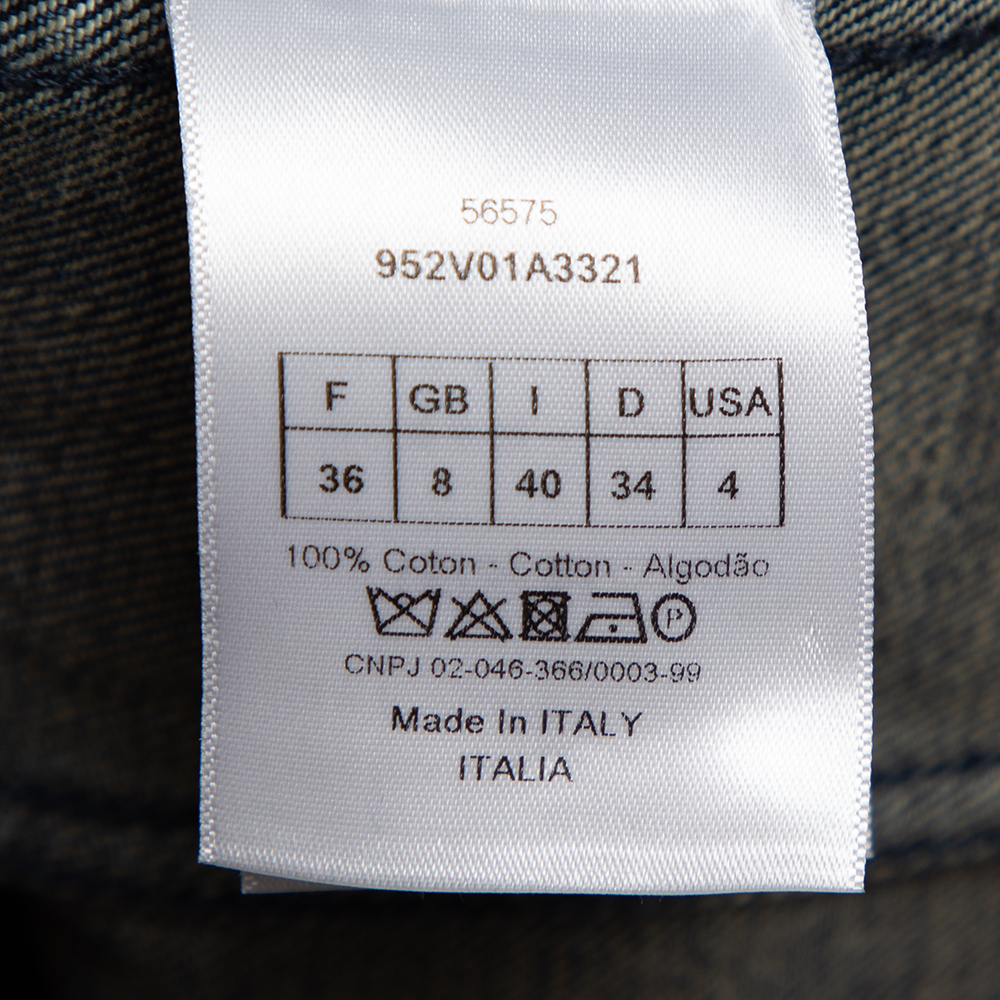 56575
952V01A3321
F GB I D USA
36 8 40 34 4
100% Coton - Cotton - Algodão
P
CNPJ 02-046-366/0003-99
Made In ITALY
ITALIA